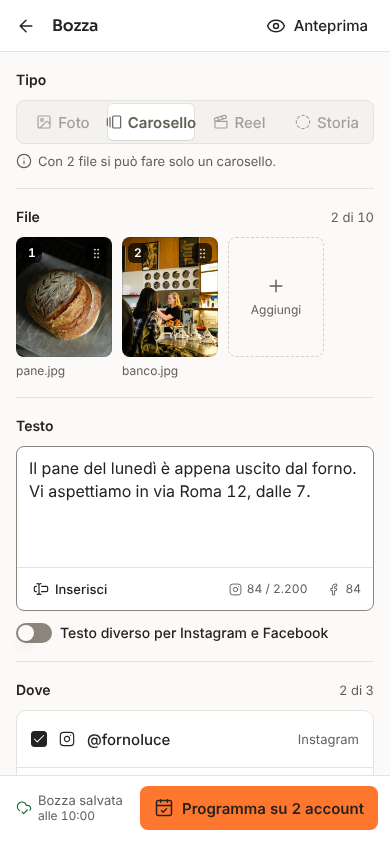 Bozza
Anteprima
Tipo
Foto
Carosello
Reel
Storia
Con 2 file si può fare solo un carosello.
File
2 di 10
1
2
Aggiungi
pane.jpg
banco.jpg
Testo
Il pane del lunedì è appena uscito dal forno.
Vi aspettiamo in via Roma 12, dalle 7.
Inserisci
84 / 2.200
84
Testo diverso per Instagram e Facebook
Dove
2 di 3
@fornoluce
Instagram
Bozza salvata
alle 10:00
Programma su 2 account